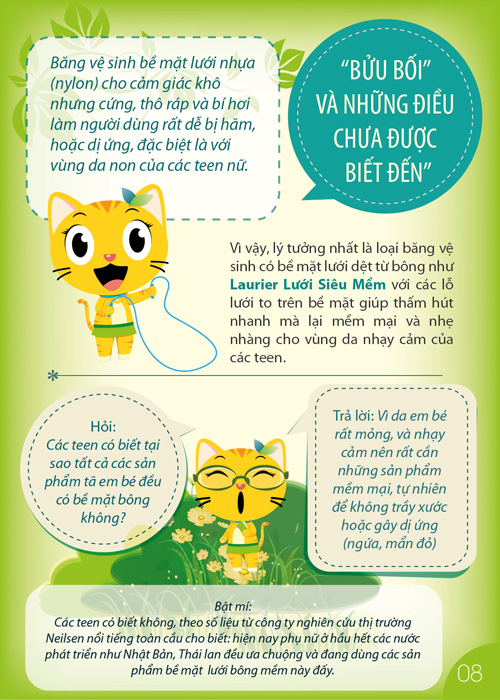 Băng vệ sinh bề mặt lưới nhựa
(nylon) cho cảm giác khô
nhưng cứng, thô ráp và bí hơi
làm người dùng rất dễ bị hăm,
hoặc dị ứng, đặc biệt là với
vùng da non của các teen nữ.
“BỬU BỐI”
VÀ NHỮNG ĐIỀU
CHƯA ĐƯỢC
BIẾT ĐẾN”
Vì vậy, lý tưởng nhất là loại băng vệ
sinh có bề mặt lưới dệt từ bông như
Laurier Lưới Siêu Mềm với các lỗ
lưới to trên bề mặt giúp thấm hút
nhanh mà lại mềm mại và nhẹ
nhàng cho vùng da nhạy cảm của
các teen.
Hỏi:
Các teen có biết tại
sao tất cả các sản
phẩm tã em bé đều
có bề mặt bông
không?
Trả lời: Vì da em bé
rất mỏng, và nhạy
cảm nên rất cần
những sản phẩm
mềm mại, tự nhiên
để không trầy xước
hoặc gây dị ứng
(ngứa, mẩn đỏ)
Bật mí:
Các teen có biết không, theo số liệu từ công ty nghiên cứu thị trường
Neilsen nổi tiếng toàn cầu cho biết: hiện nay phụ nữ ở hầu hết các nước
phát triển như Nhật Bản, Thái lan đều ưa chuộng và đang dùng các sản
phẩm bề mặt lưới bông mềm này đấy.
08